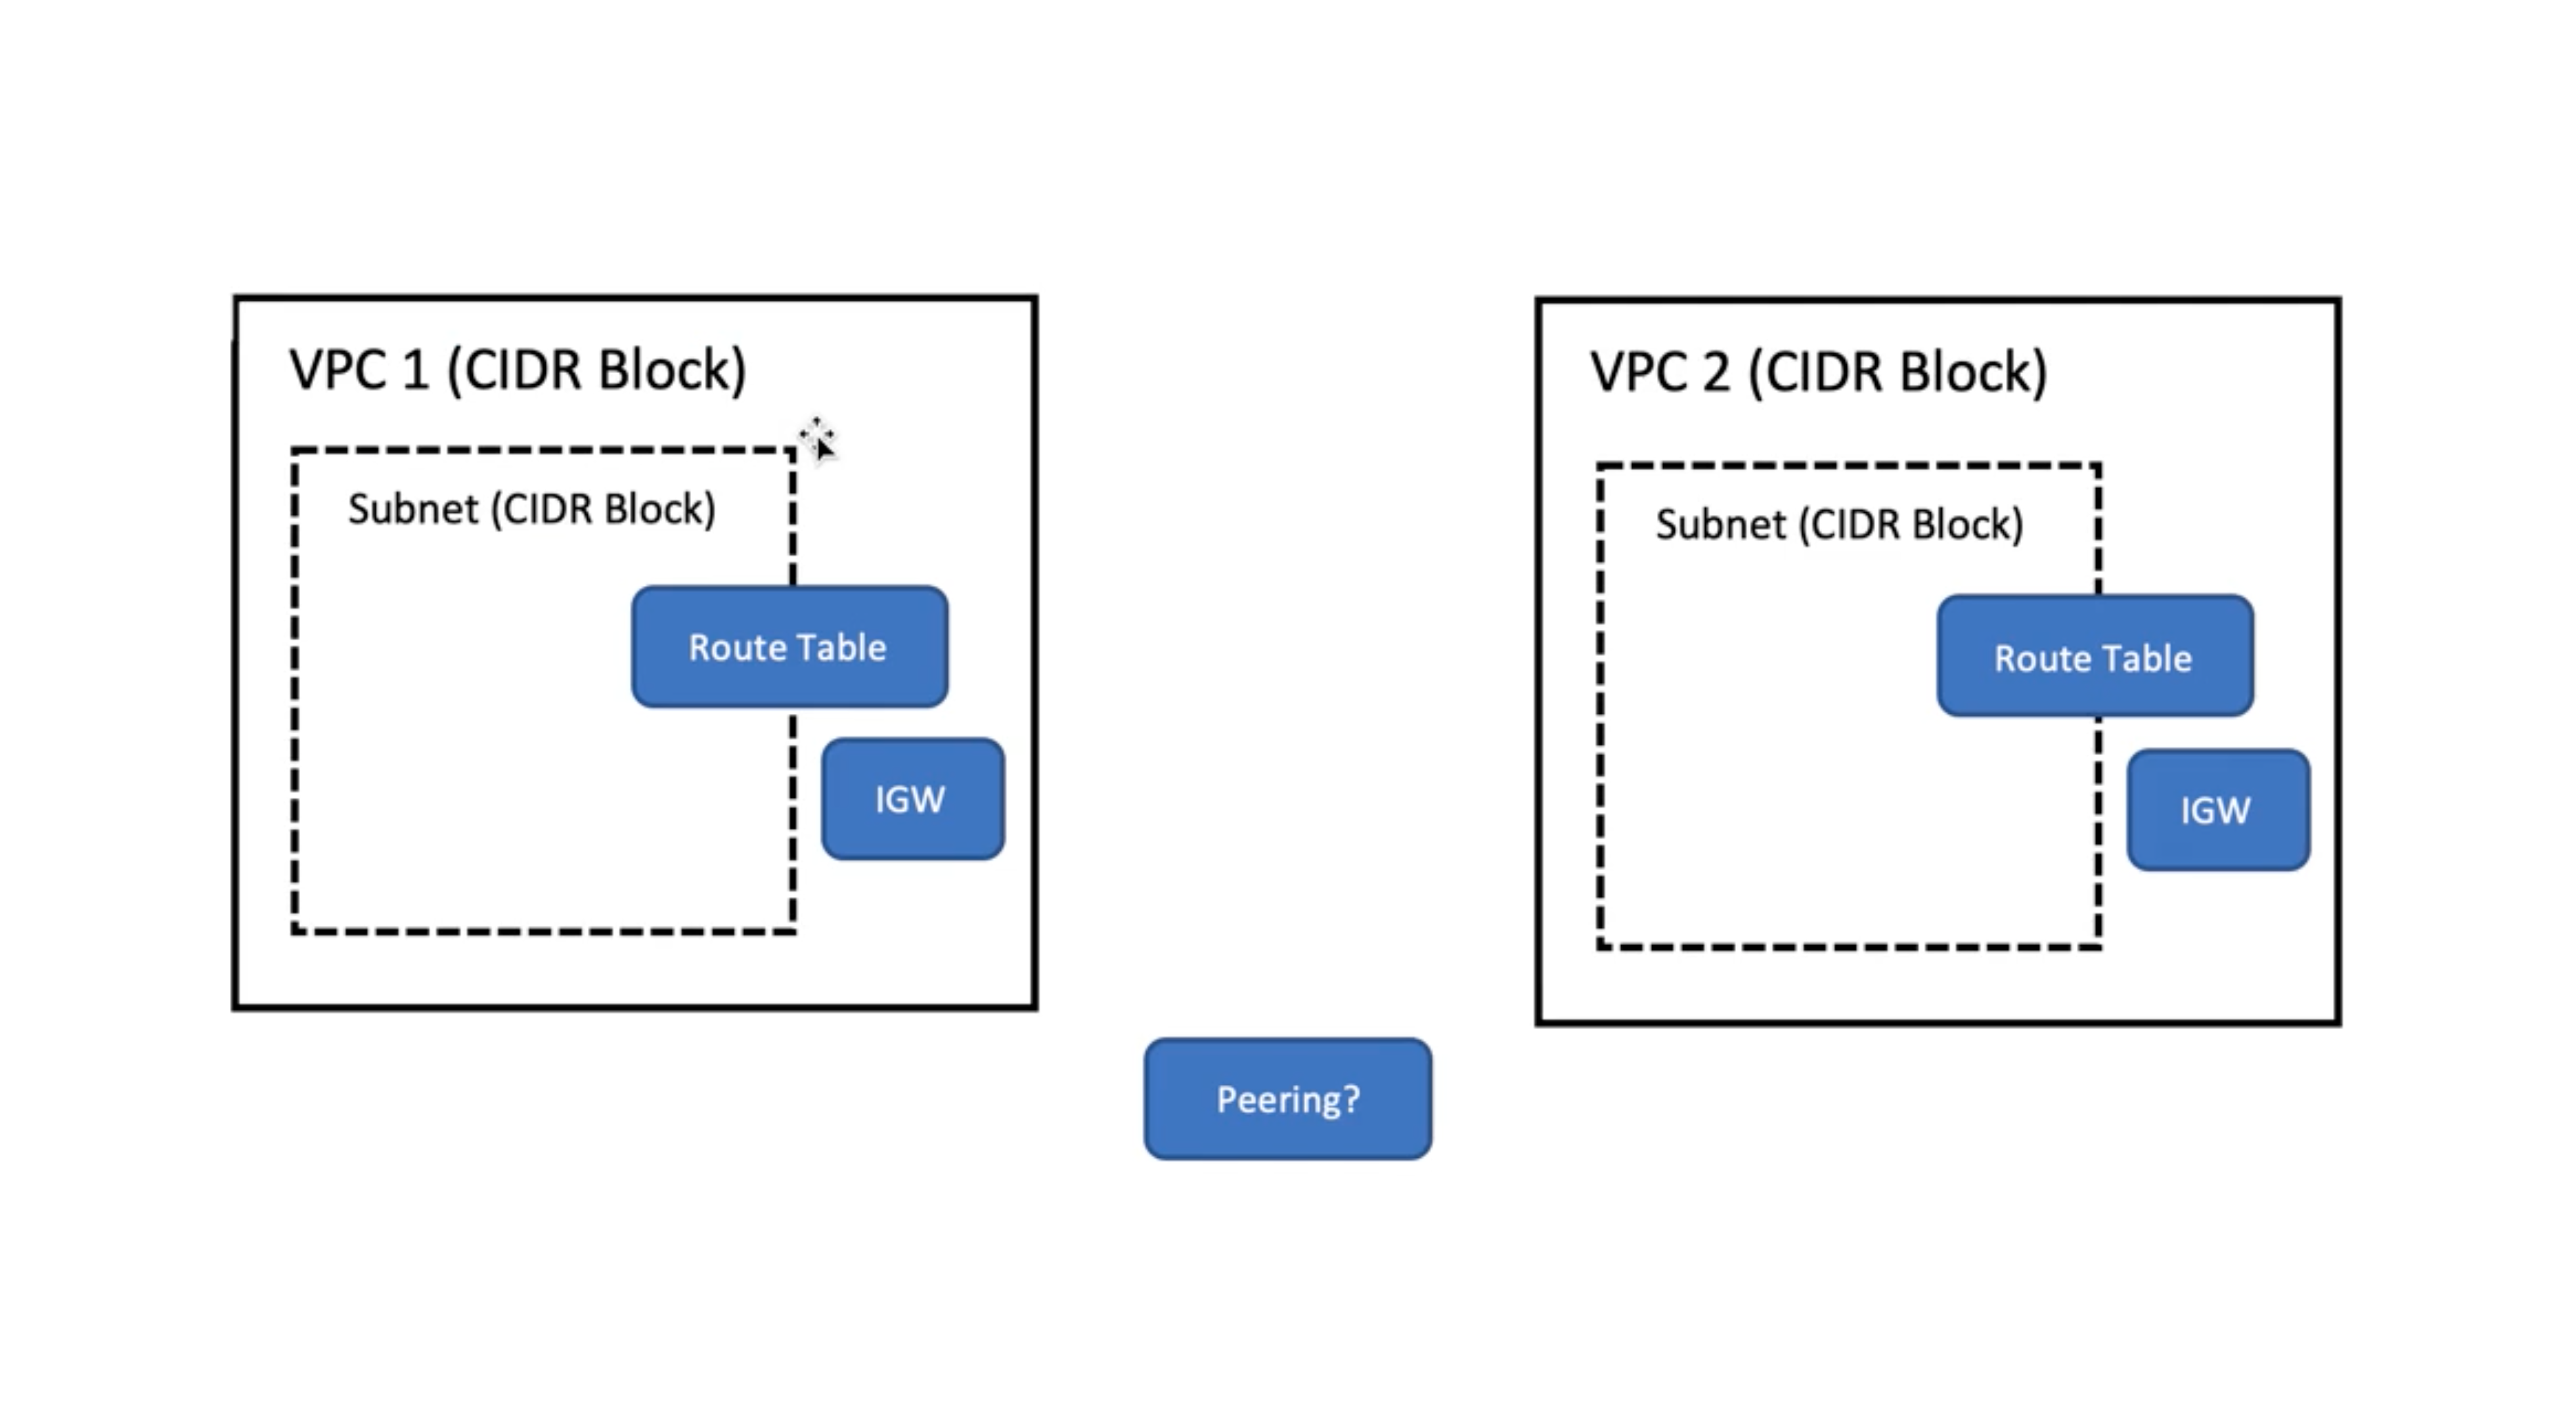 VPC 1 (CIDR Block)
Subnet (CIDR Block)
Route Table
IGW
VPC 2 (CIDR Block)
Subnet (CIDR Block)
Route Table
IGW
Peering?